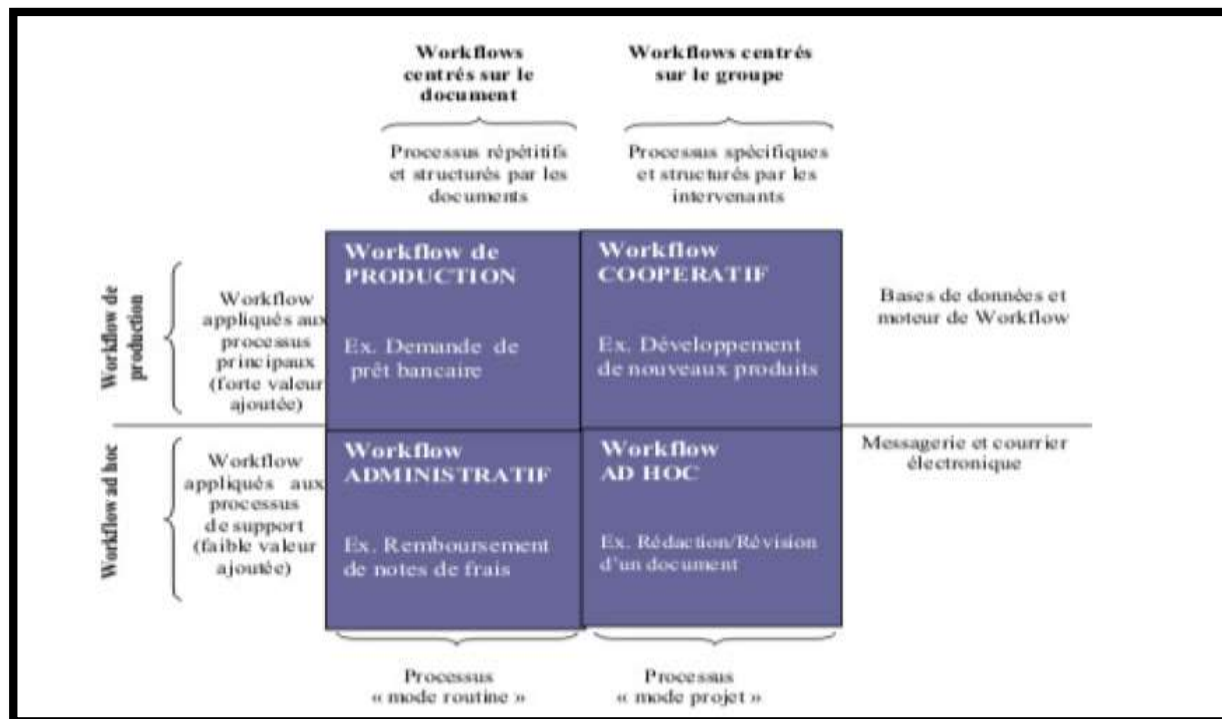 Workflows
centrés sur le
document
Workflows centrés
sur le groupe
Processus répétitifs
et structurés par les
documents
Processus spécifiques
et structurés par les
intervenants
Workflow de
production
Workflow
appliqués aux
processus
principaux
(forte valeur
ajoutée)
Workflow de
PRODUCTION
Ex. Demande de
prêt bancaire
Workflow
COOPERATIF
Ex. Développement
de nouveaux produits
Bases de données et
moteur de Workflow
Workflow ad hoc
Workflow
appliqués aux
processus
de support
(faible valeur
ajoutée)
Workflow
ADMINISTRATIF
Ex. Remboursement
de notes de frais
Workflow
AD HOC
Ex. Rédaction/Révision
d'un document
Messagerie et courrier
électronique
Processus
« mode routine »
Processus
« mode projet »